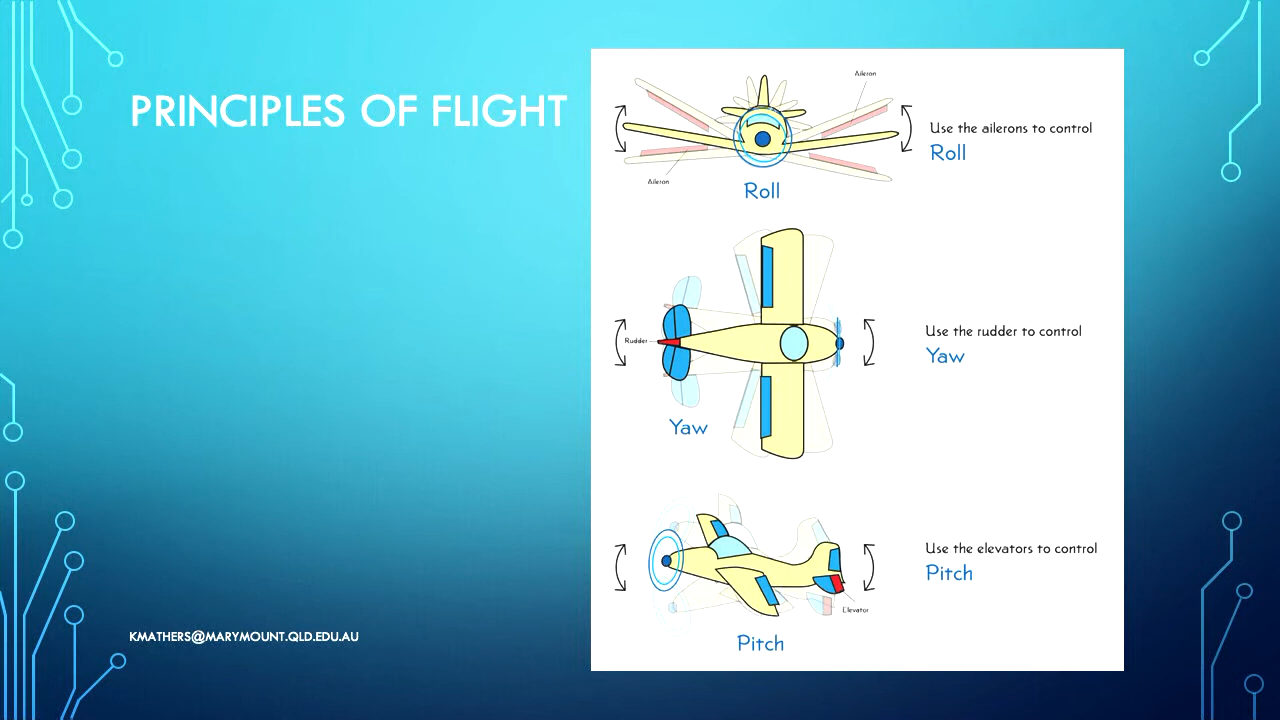 PRINCIPLES OF FLIGHT
Aileron
Use the ailerons to control
Roll
Aileron
Roll
Use the rudder to control
Rudder
Yaw
Yaw
Use the elevators to control
Pitch
Elevator
Pitch
KMATHERS@MARYMOUNT.QLD.EDU.AU